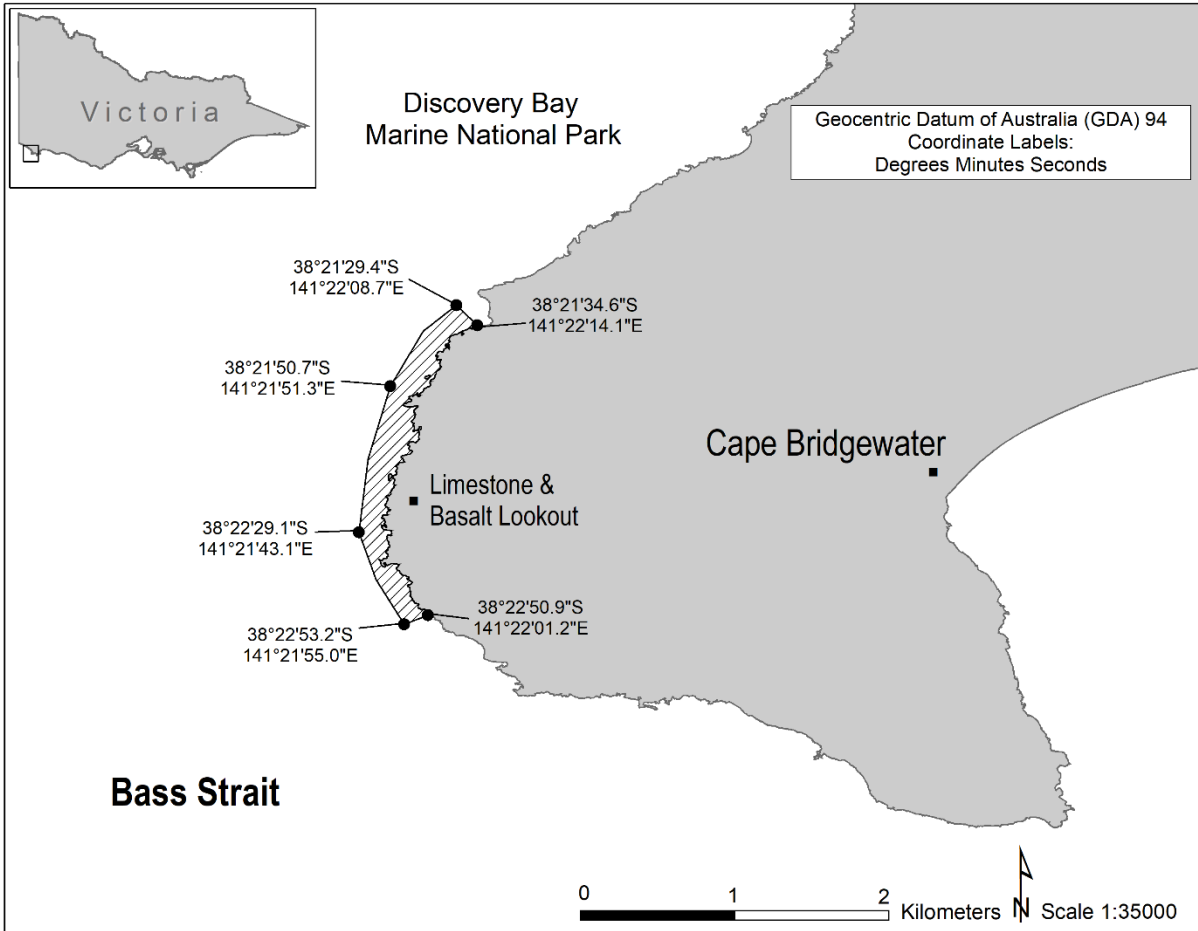 Victoria
Discovery Bay
Marine National Park
Geocentric Datum of Australia (GDA) 94
Coordinate Labels:
Degrees Minutes Seconds
38°21'29.4"S
141°22'08.7"E
38°21'34.6"S
141°22'14.1"E
38°21'50.7"S
141°21'51.3"E
Cape Bridgewater
Limestone &
Basalt Lookout
38°22'29.1"S
141°21'43.1"E
38°22'50.9"S
141°22'01.2"E
38°22'53.2"S
141°21'55.0"E
Bass Strait
0 1 2
Kilometers N Scale 1:35000